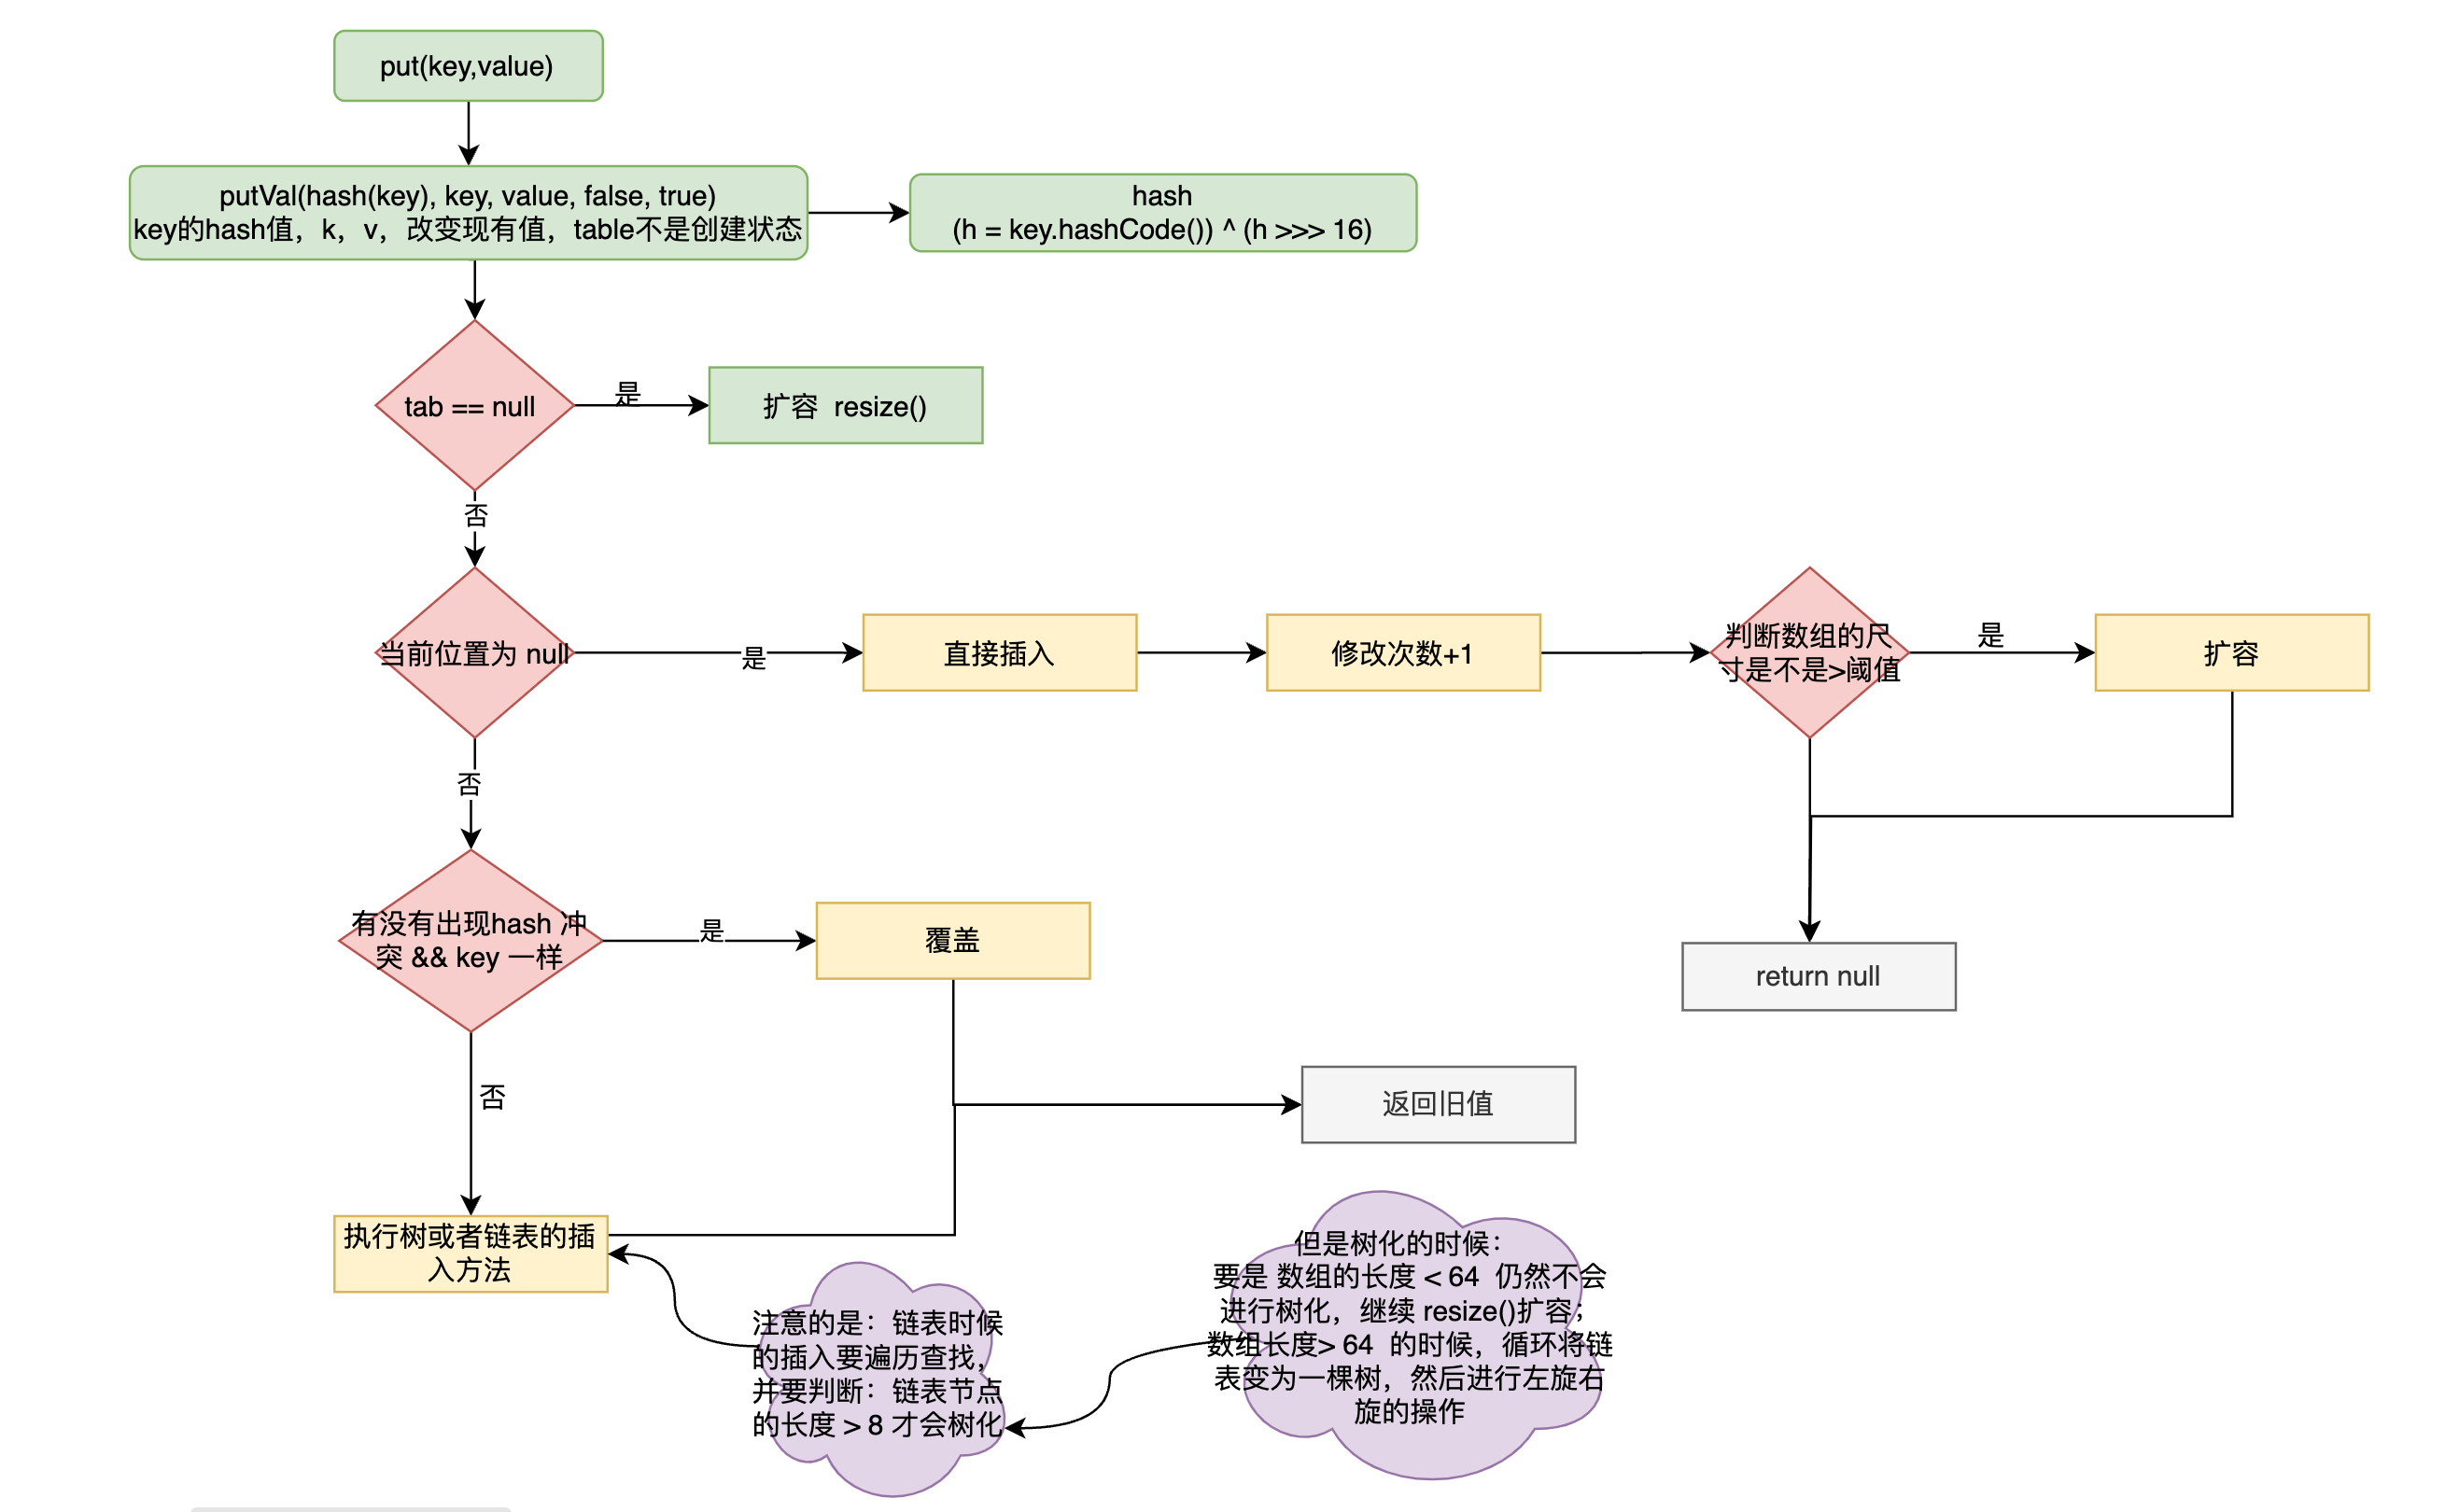 put(key,value)
putVal(hash(key), key, value, false, true)
key的hash值，k，v，改变现有值，table不是创建状态
hash
(h = key.hashCode()) ^ (h >>> 16)
tab == null
是
扩容  resize()
否
当前位置为 null
是
直接插入
修改次数+1
判断数组的尺
寸是不是>阈值
是
扩容
否
有没有出现hash 冲
突 && key 一样
是
覆盖
return null
否
返回旧值
执行树或者链表的插
入方法
注意的是：链表时候
的插入要遍历查找，
并要判断：链表节点
的长度 > 8 才会树化
但是树化的时候：
要是 数组的长度 < 64  仍然不会
进行树化，继续 resize()扩容；
数组长度> 64  的时候，循环将链
表变为一棵树，然后进行左旋右
旋的操作